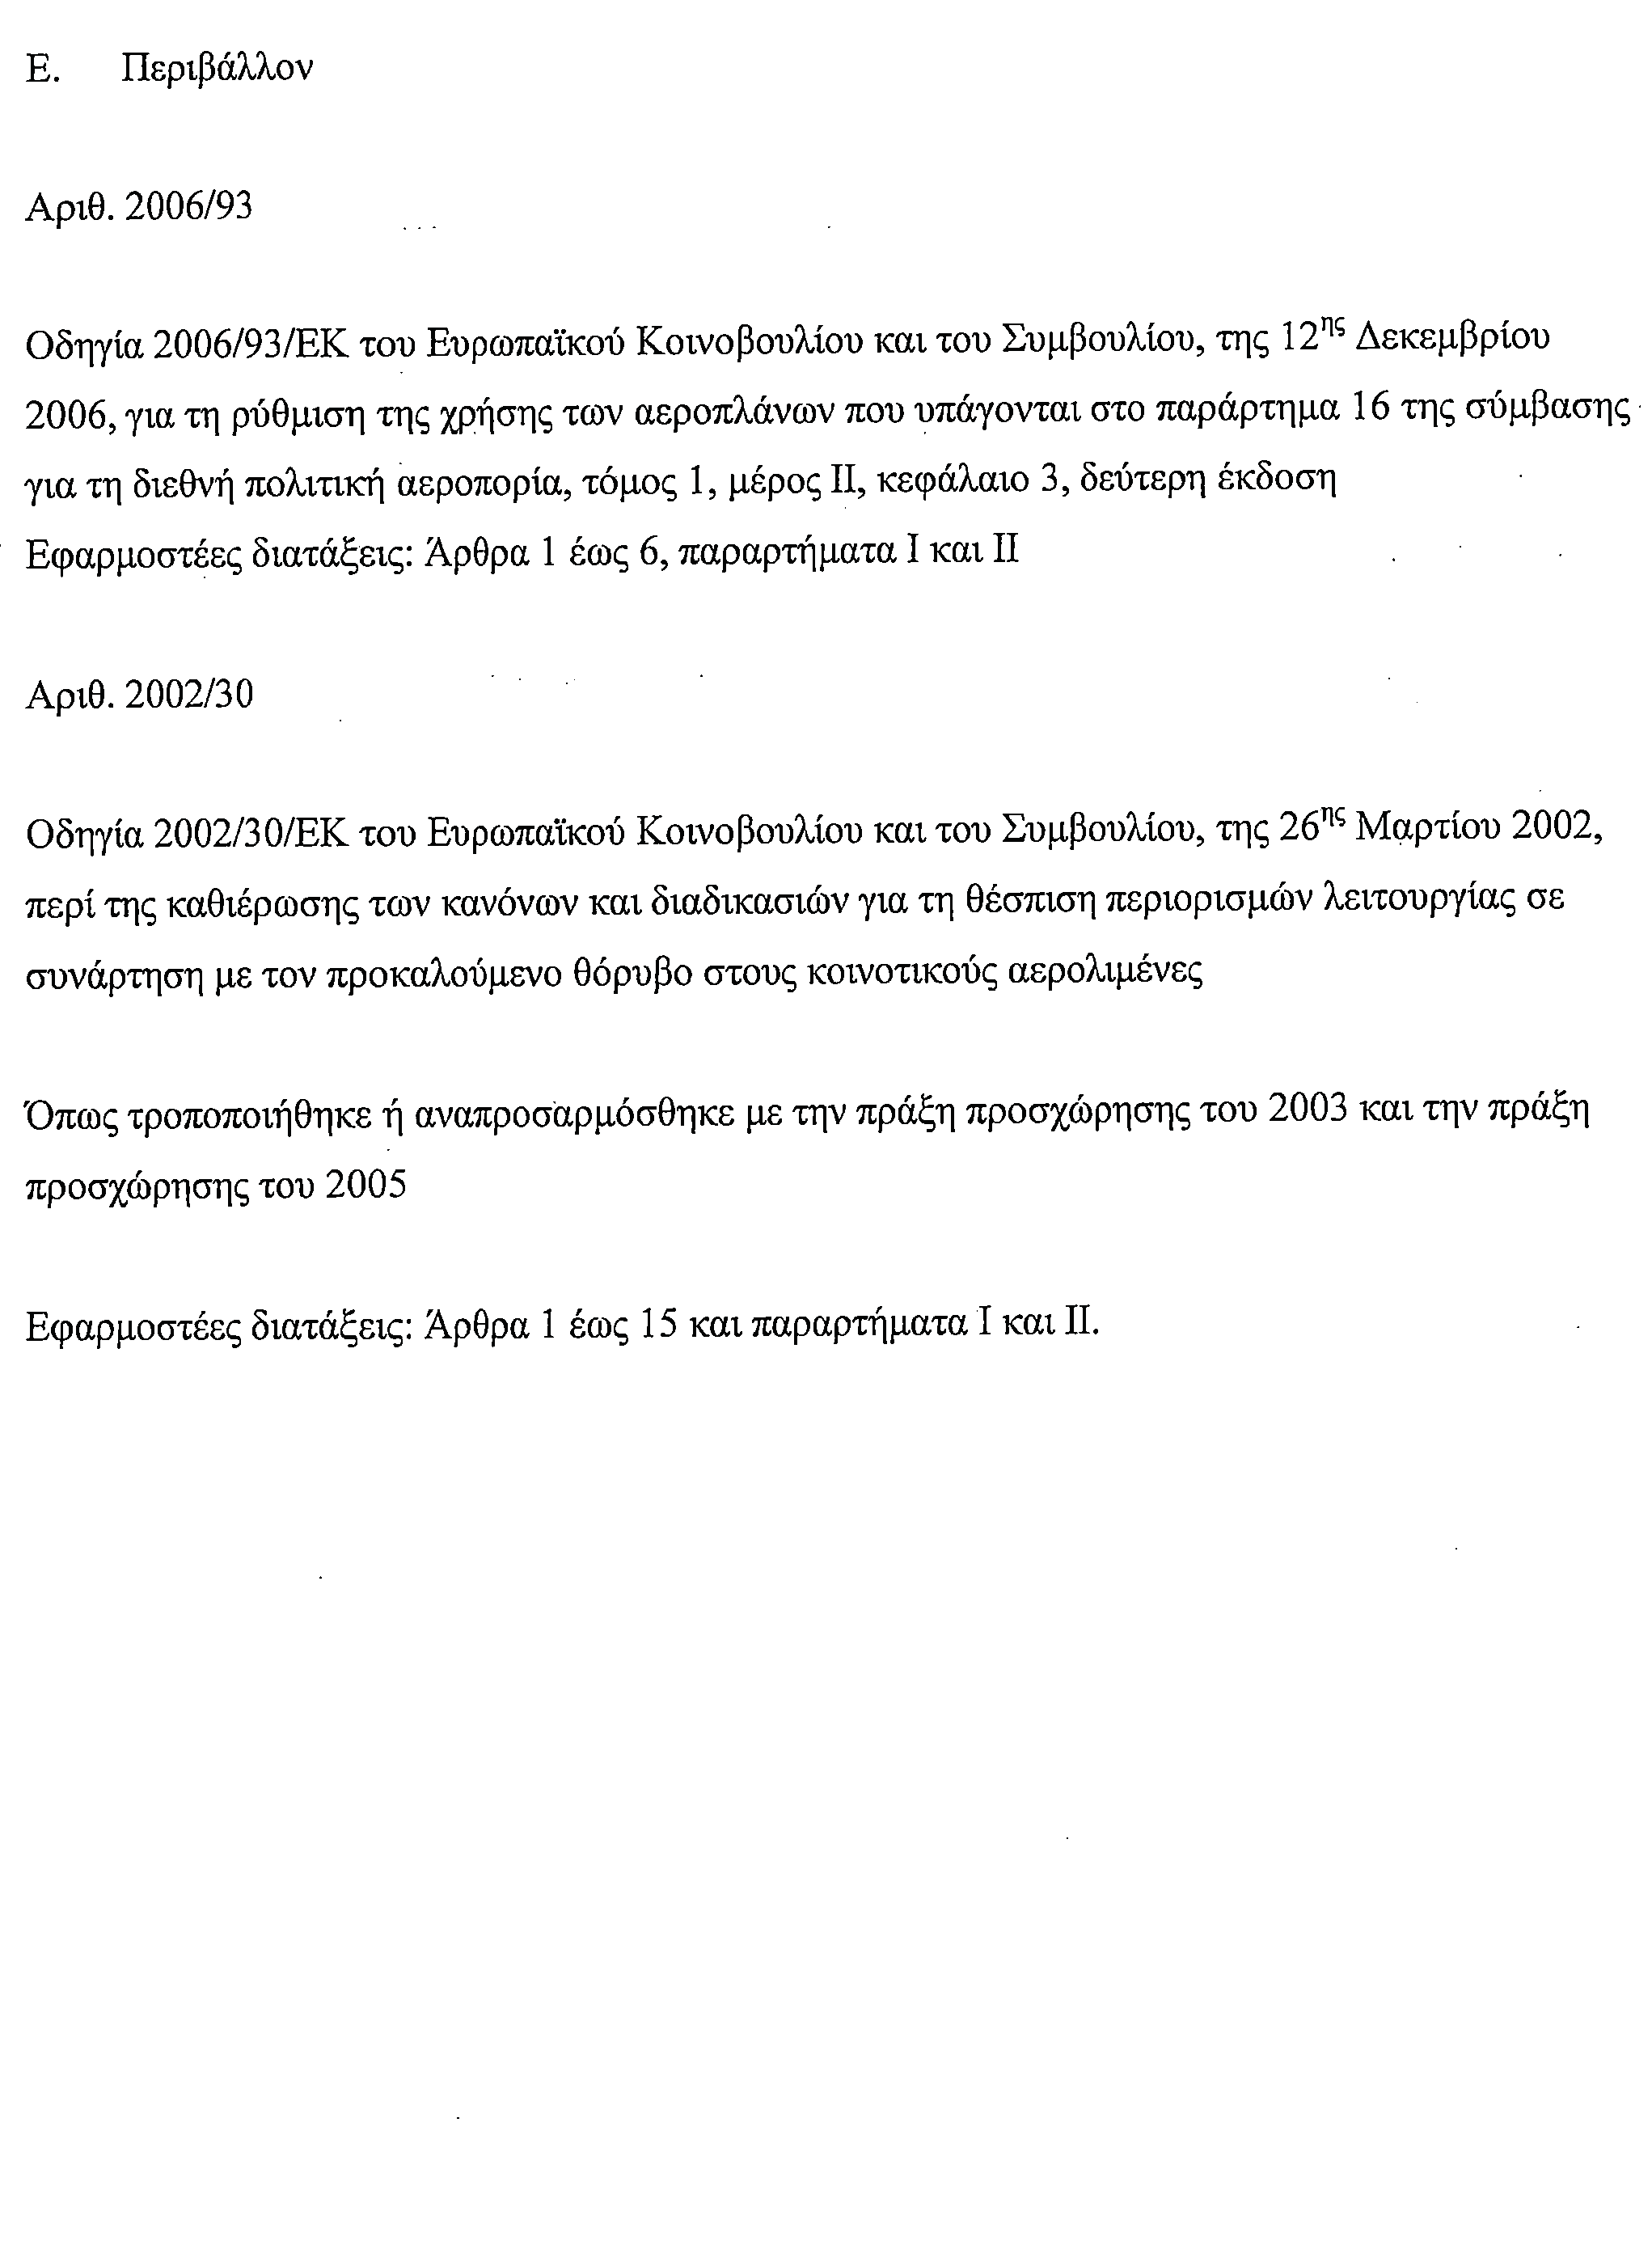 Ε. Περιβάλλον
Αριθ. 2006/93
Οδηγία 2006/93/ΕΚ του Ευρωπαϊκού Κοινοβουλίου και του Συμβουλίου, της 12ης Δεκεμβρίου
2006, για τη ρύθμιση της χρήσης των αεροπλάνων που υπάγονται στο παράρτημα 16 της σύμβασης
για τη διεθνή πολιτική αεροπορία, τόμος 1, μέρος ΙΙ, κεφάλαιο 3, δεύτερη έκδοση
Εφαρμοστέες διατάξεις: Άρθρα 1 έως 6, παραρτήματα Ι και ΙΙ
Αριθ. 2002/30
Οδηγία 2002/30/ΕΚ του Ευρωπαϊκού Κοινοβουλίου και του Συμβουλίου, της 26ης Μαρτίου 2002,
περί της καθιέρωσης των κανόνων και διαδικασιών για τη θέσπιση περιορισμών λειτουργίας σε
συνάρτηση με τον προκαλούμενο θόρυβο στους κοινοτικούς αερολιμένες
Όπως τροποποιήθηκε ή αναπροσαρμόσθηκε με την πράξη προσχώρησης του 2003 και την πράξη
προσχώρησης του 2005
Εφαρμοστέες διατάξεις: Άρθρα 1 έως 15 και παραρτήματα Ι και ΙΙ.